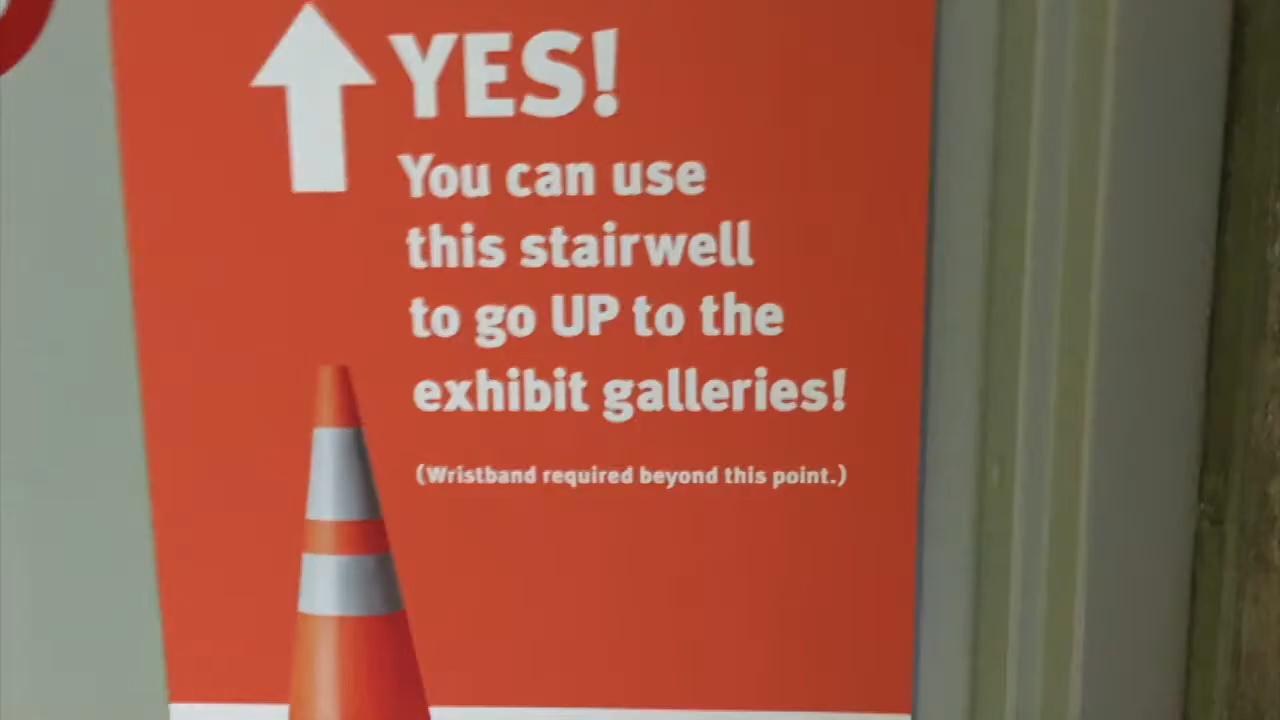 YES!
You can use
this stairwell
to go UP to the
exhibit galleries!
(Wristband required beyond this point.)